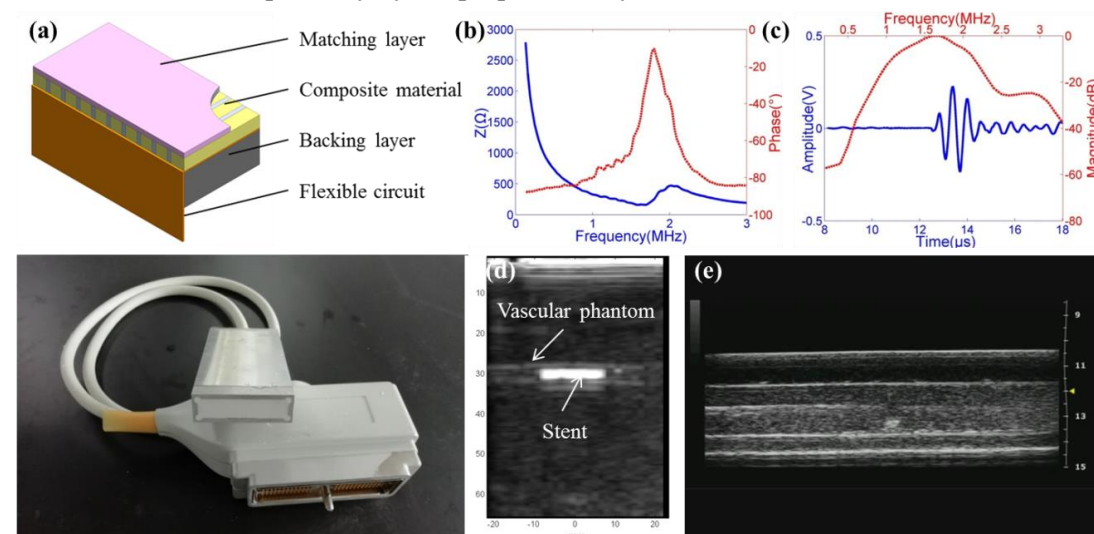 (a)
Matching layer
Composite material
Backing layer
Flexible circuit
(b)
3000
2500
2000
1500
1000
500
0
Z(Ω)
1
2
3
Frequency(MHz)
0
-20
-40
-60
-80
-100
Phase(°)
(c)
Frequency(MHz)
0.5
1
1.5
2
2.5
3
0.5
0
-0.5
Amplitude(V)
8
10
12
14
16
18
Time(μs)
0
-20
-40
-60
-80
Magnitude(dB)
(d)
Vascular phantom
Stent
10
20
30
40
50
60
-20
-10
0
10
20
(e)
9
11
13
15